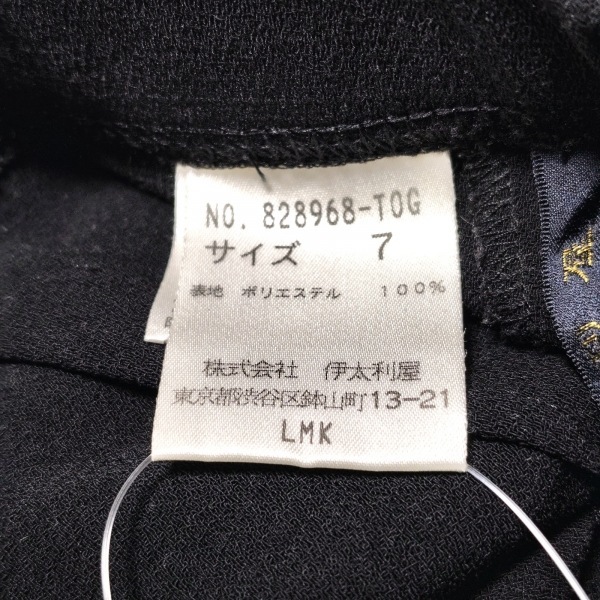 NO. 828968-TOG
サイズ 7
表地 ポリエステル 100%
株式会社 伊太利屋
東京都渋谷区鉢山町13-21
LMK